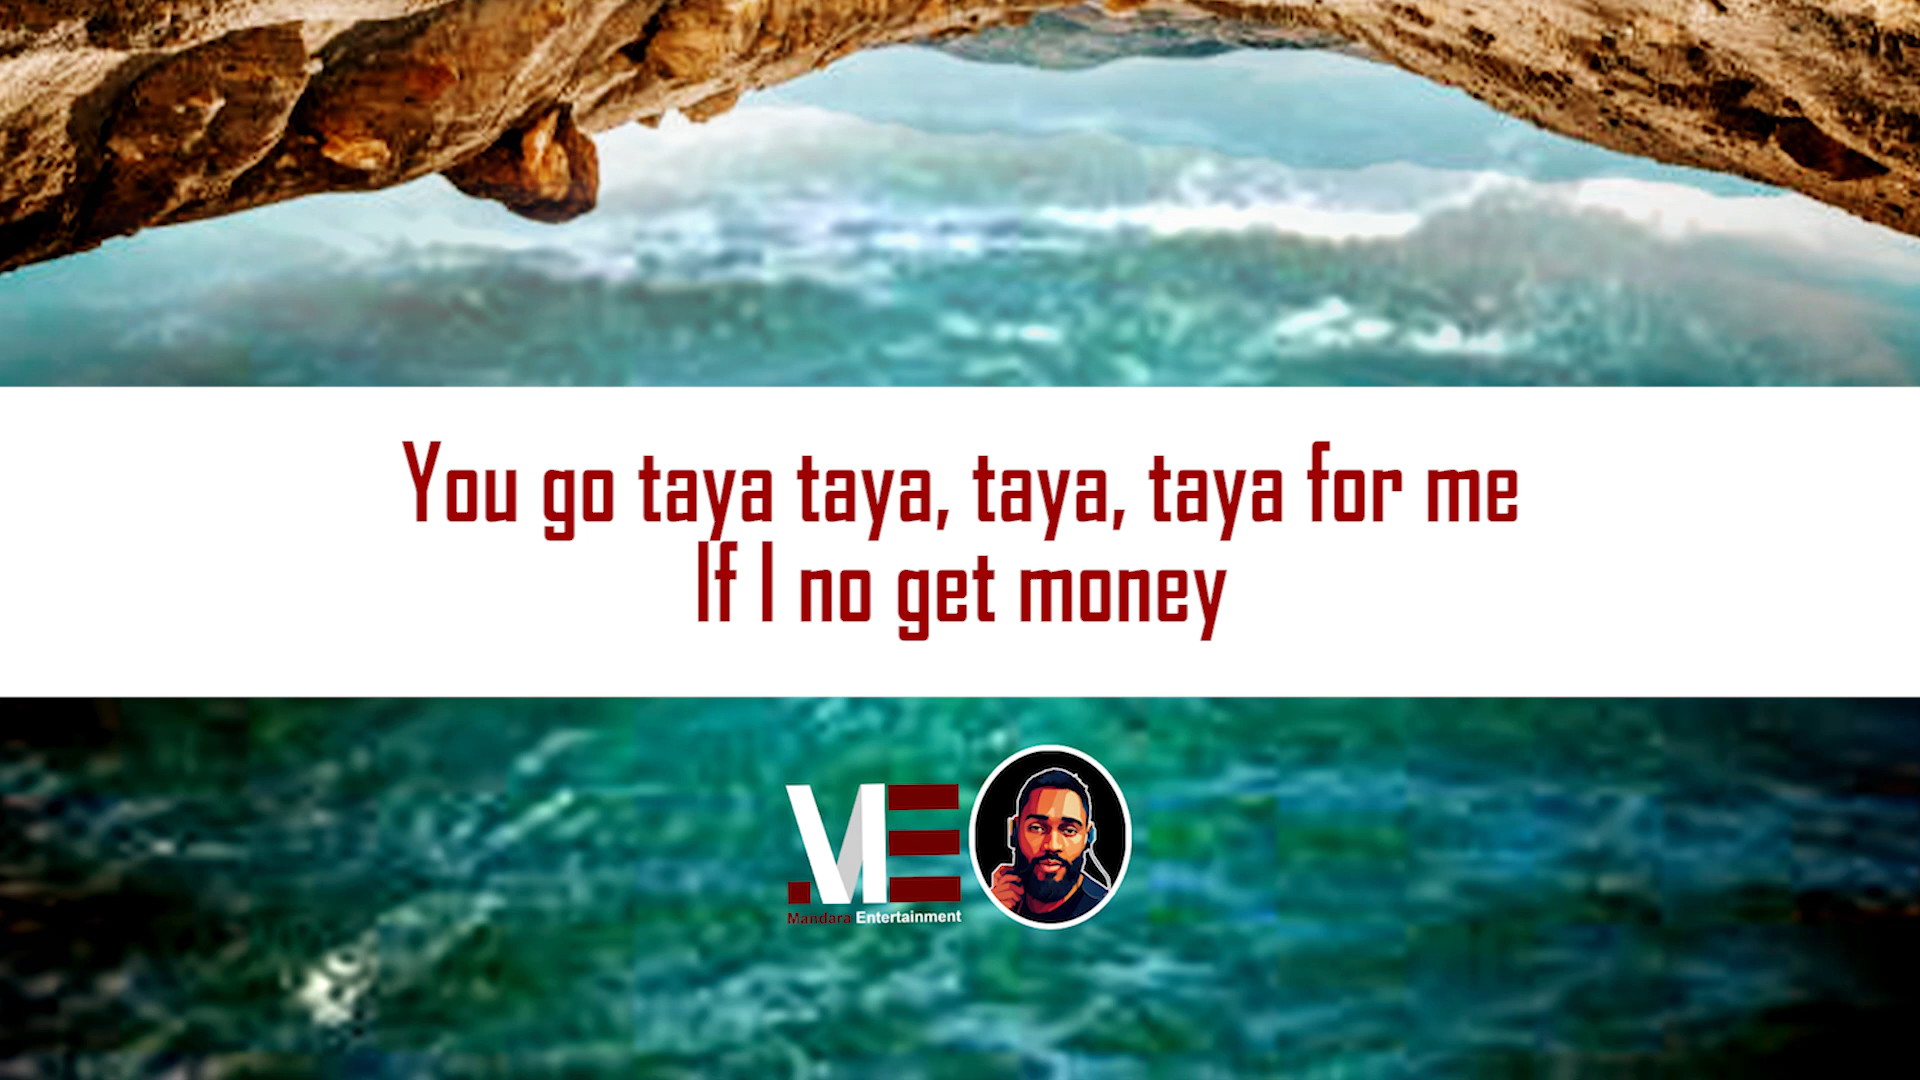 You go taya taya, taya, taya for me
If I no get money
Mandara Entertainment